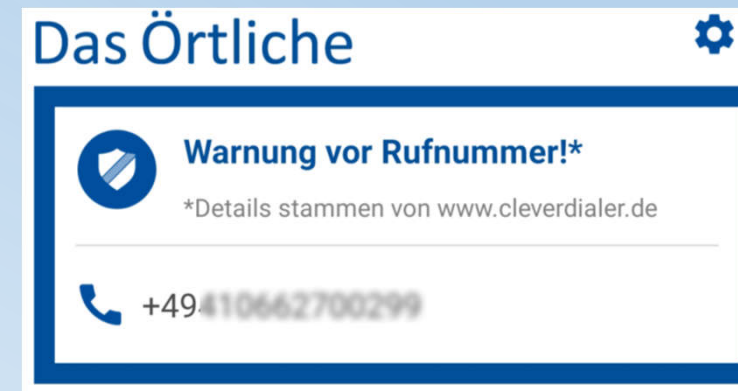 Das Örtliche
Warnung vor Rufnummer!*
*Details stammen von www.cleverdialer.de
+49